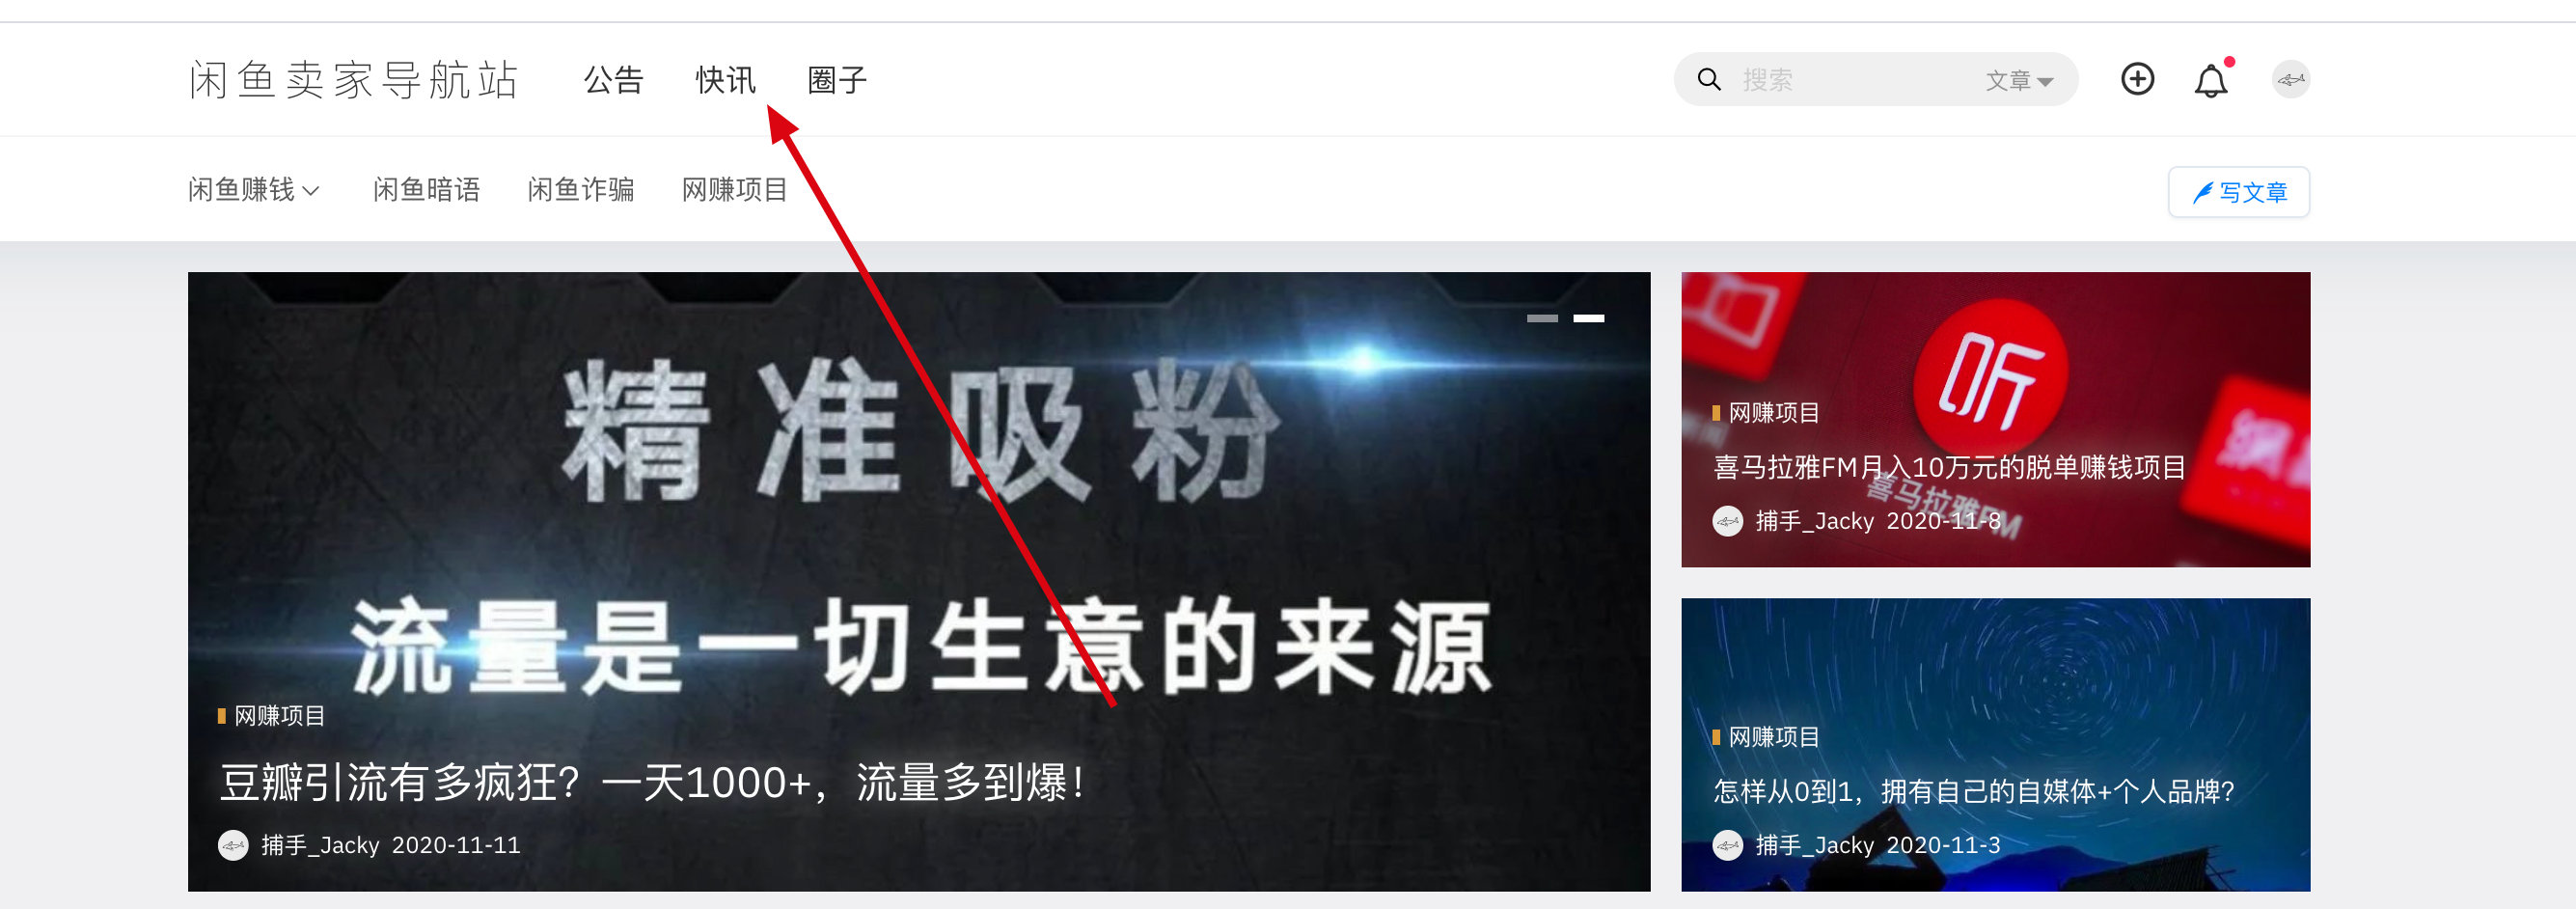 闲鱼卖家导航站 公告 快讯 圈子 搜索 文章
闲鱼赚钱 闲鱼暗语 闲鱼诈骗 网赚项目 写文章
精准吸粉
流量是一切生意的来源
网赚项目
豆瓣引流有多疯狂？一天1000+，流量多到爆！
捕手_Jacky 2020-11-11
听
网赚项目
喜马拉雅FM月入10万元的脱单赚钱项目
喜马拉雅FM
捕手_Jacky 2020-11-8
网赚项目
怎样从0到1，拥有自己的自媒体+个人品牌？
捕手_Jacky 2020-11-3